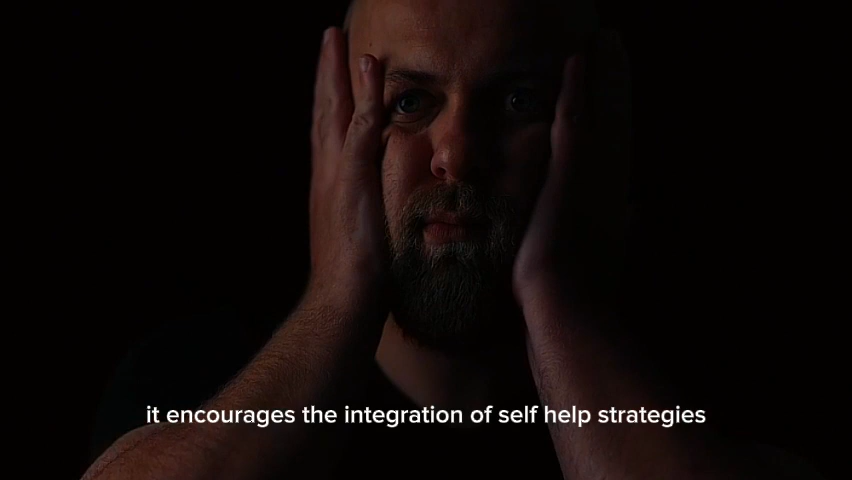 it encourages the integration of self help strategies